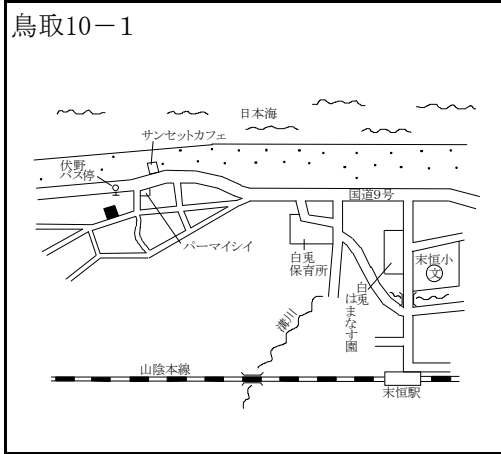 鳥取10－1
日本海
サンセットカフェ
伏野
バス停
国道9号
パーマイシイ
白兎
保育所
末恒小
文
白兎
はまなす園
溝川
山陰本線
末恒駅